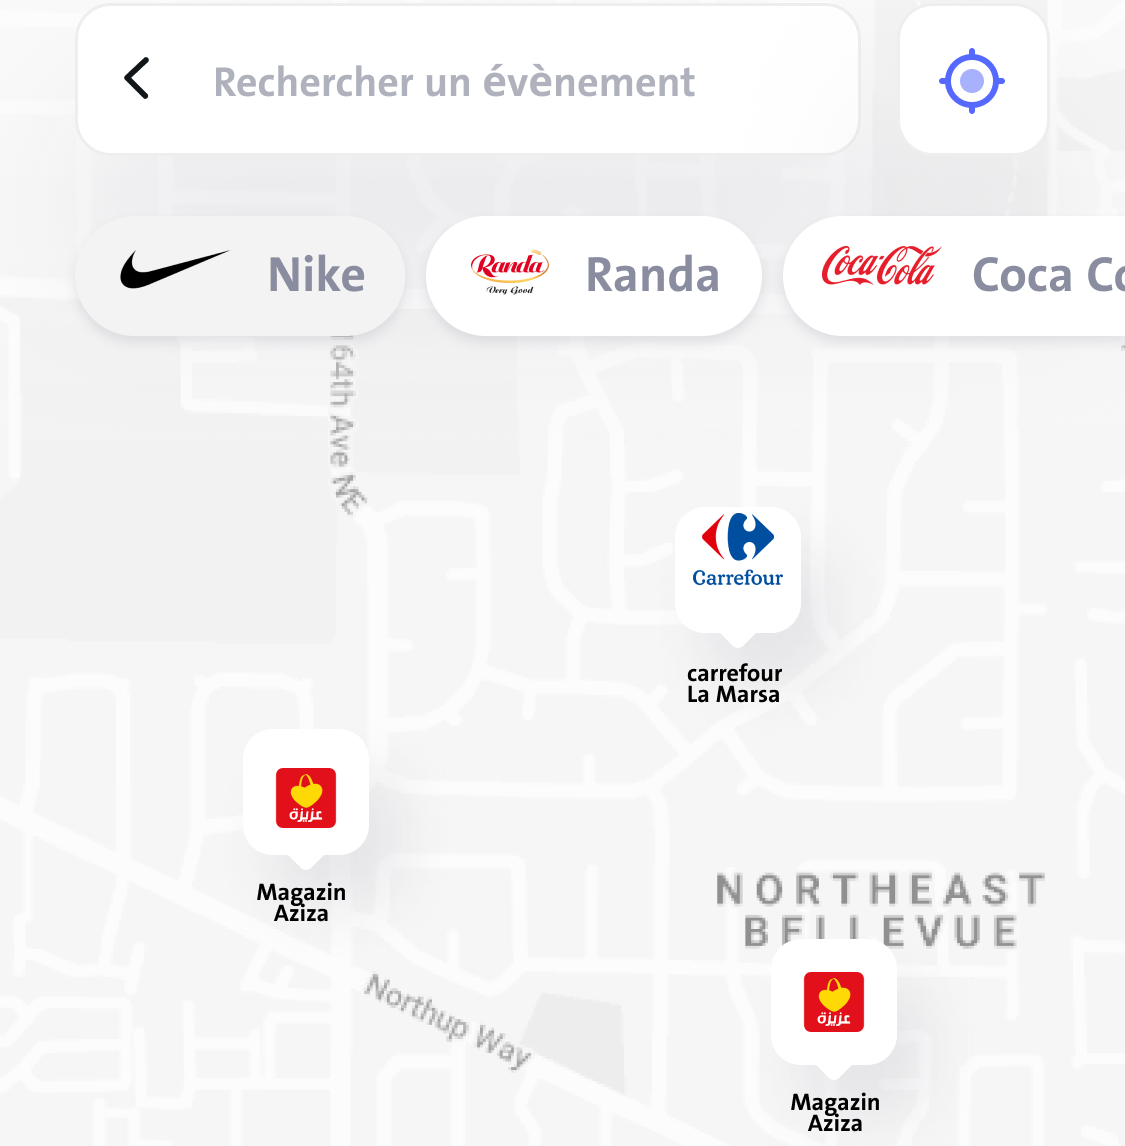 Rechercher un évènement
Nike
Randa
Very Good
Randa
Coca-Cola
Coca Co
164th Ave NE
Carrefour
carrefour
La Marsa
عزيزة
Magazin
Aziza
NORTHEAST
BELLEVUE
Northup Way
عزيزة
Magazin
Aziza